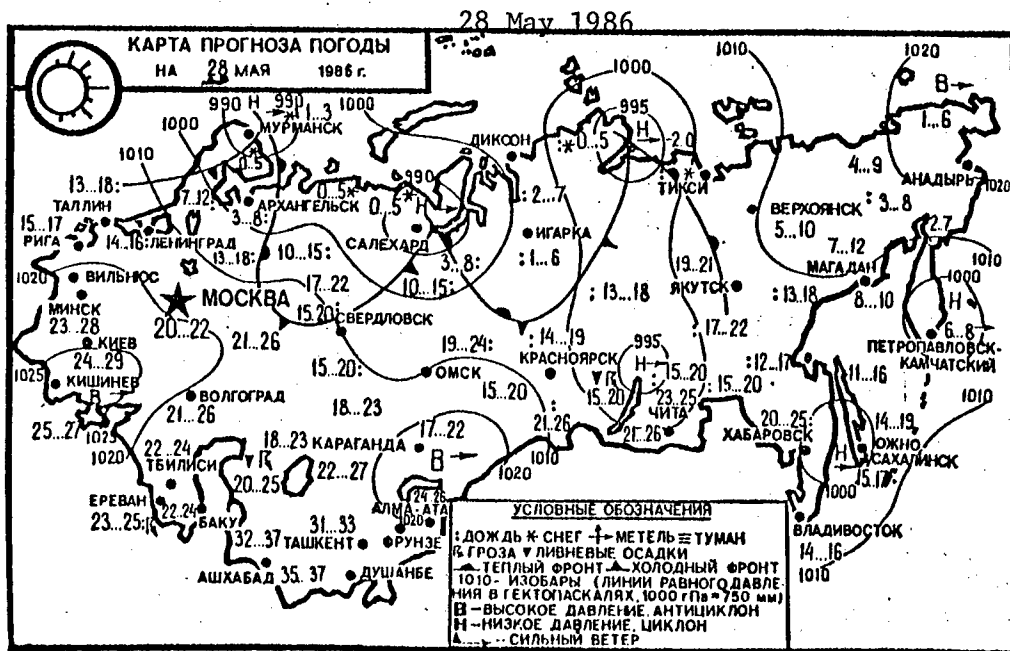 28 May 1986
КАРТА ПРОГНОЗА ПОГОДЫ
НА 28 МАЯ 1986 г.
1010
1020
В
1000
990 Н 990
1...3
1000
995
Н
2.0
1...6
1000
МУРМАНСК
0.5
ДИКСОН
:*0...5
1010
990
4...9
13...18:
7...12
0..5*
ТИКСИ
*
АНАДЫРЬ
1020
ТАЛЛИН
АРХАНГЕЛЬСК
0..5
Н
:2...7
ВЕРХОЯНСК
:3...8
15...17
3...8:
5...10
РИГА
14...16:
ЛЕНИНГРАД
САЛЕХАРД
ИГАРКА
7...12
2.7
13...18:
10...15:
3...8:
:1...6
19...21
МАГАДАН
1010
1020
ВИЛЬНЮС
17...22
10...15:
ЯКУТСК
:13..18
8...10
1000
МОСКВА
:13...18
Н
МИНСК
15..20:
СВЕРДЛОВСК
6...8
23...28
20...22
:17...22
ПЕТРОПАВЛОВСК-
КАМЧАТСКИЙ
КИЕВ
21...26
19...24:
:14...19
24...29
КРАСНОЯРСК
995
:12..17
1025
КИШИНЕВ
15...20:
ОМСК
Н
:15...20
:15...20
11...16
В
ВОЛГОГРАД
15..20
23...25
1010
21...26
18...23
21...26
ЧИТА
20...25:
14...19
25...27
1025
21...26
ХАБАРОВСК
ЮЖНО-
САХАЛИНСК
1020
22...24
18...23
КАРАГАНДА
17...22
1010
Н
ТБИЛИСИ
22...27
В
1020
15..17:
20...25
1000
ЕРЕВАН
24..26
22..24
АЛМА-АТА
23...25:
БАКУ
31...33
1020
ВЛАДИВОСТОК
32...37
ТАШКЕНТ
ФРУНЗЕ
14...16
АШХАБАД
35...37
ДУШАНБЕ
1010
УСЛОВНЫЕ ОБОЗНАЧЕНИЯ
: ДОЖДЬ * СНЕГ МЕТЕЛЬ ТУМАН
ГРОЗА ЛИВНЕВЫЕ ОСАДКИ
ТЕПЛЫЙ ФРОНТ ХОЛОДНЫЙ ФРОНТ
1010- ИЗОБАРЫ (ЛИНИИ РАВНОГО ДАВЛЕ
НИЯ В ГЕКТОПАСКАЛЯХ, 1000 гПа=750 мм)
В -ВЫСОКОЕ ДАВЛЕНИЕ, АНТИЦИКЛОН
Н -НИЗКОЕ ДАВЛЕНИЕ, ЦИКЛОН
СИЛЬНЫЙ ВЕТЕР